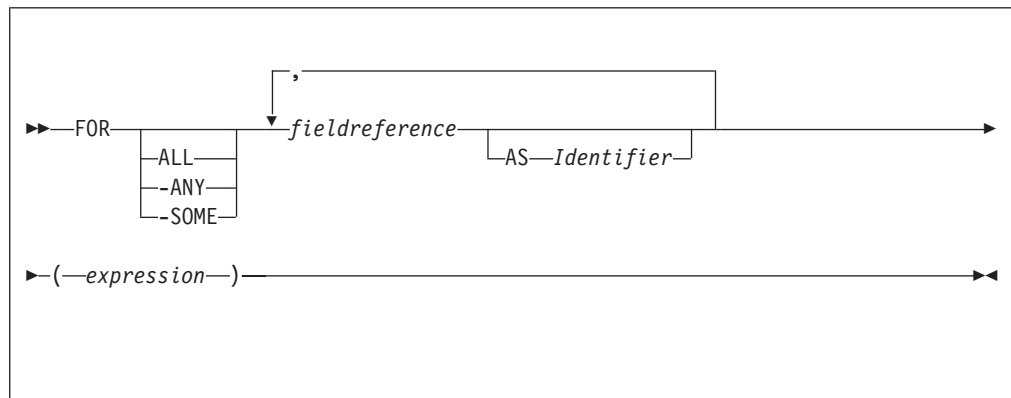 ,
FOR fieldreference
ALL AS Identifier
-ANY
-SOME
( expression )